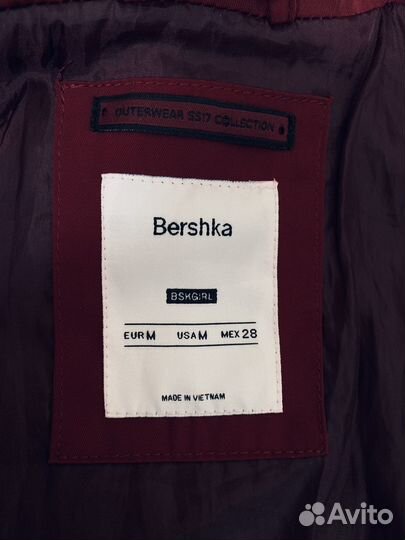 OUTERWEAR SS17 COLLECTION
Bershka
BSKGIRL
EUR M USA M MEX 28
MADE IN VIETNAM
Avito